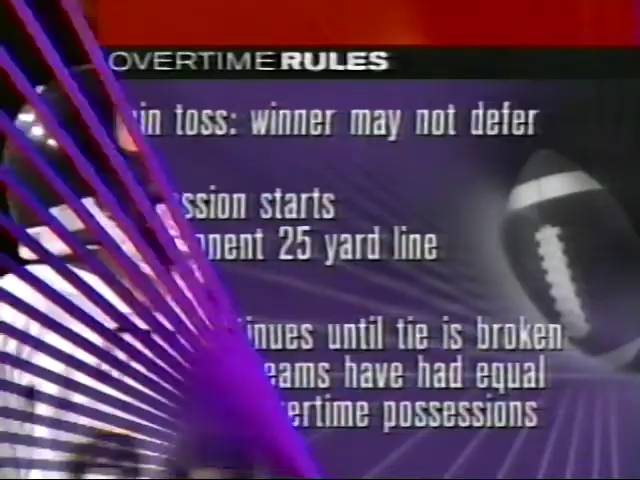 OVERTIME RULES
in toss: winner may not defer
ssion starts
nent 25 yard line
inues until tie is broken
eams have had equal
ertime possessions